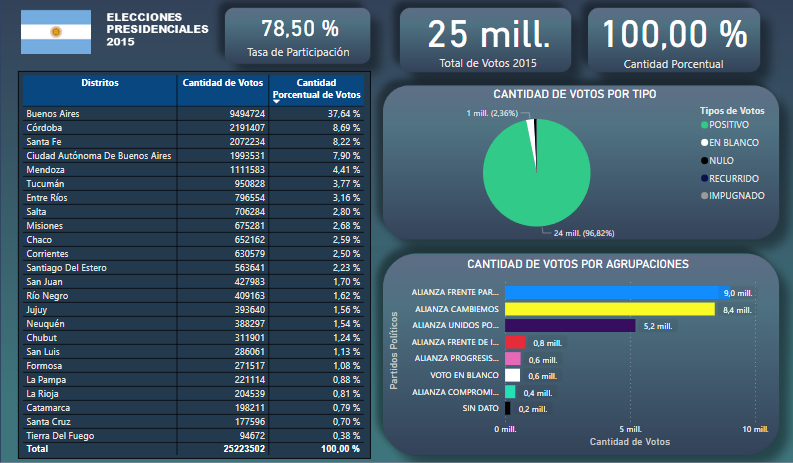 ELECCIONES
PRESIDENCIALES
2015
78,50 %
Tasa de Participación
25 mill.
Total de Votos 2015
100,00 %
Cantidad Porcentual
Distritos Cantidad de Votos Cantidad
Porcentual de Votos
Buenos Aires 9494724 37,64 %
Córdoba 2191407 8,69 %
Santa Fe 2072234 8,22 %
Ciudad Autónoma De Buenos Aires 1993531 7,90 %
Mendoza 1111583 4,41 %
Tucumán 950828 3,77 %
Entre Ríos 796554 3,16 %
Salta 706284 2,80 %
Misiones 675281 2,68 %
Chaco 652162 2,59 %
Corrientes 630579 2,50 %
Santiago Del Estero 563641 2,23 %
San Juan 427983 1,70 %
Río Negro 409163 1,62 %
Jujuy 393640 1,56 %
Neuquén 388297 1,54 %
Chubut 311901 1,24 %
San Luis 286061 1,13 %
Formosa 271517 1,08 %
La Pampa 221114 0,88 %
La Rioja 204539 0,81 %
Catamarca 198211 0,79 %
Santa Cruz 177596 0,70 %
Tierra Del Fuego 94672 0,38 %
Total 25223502 100,00 %
CANTIDAD DE VOTOS POR TIPO
1 mill. (2,36%)
24 mill. (96,82%)
Tipos de Votos
POSITIVO
EN BLANCO
NULO
RECURRIDO
IMPUGNADO
CANTIDAD DE VOTOS POR AGRUPACIONES
Partidos Políticos
ALIANZA FRENTE PAR... 9,0 mill.
ALIANZA CAMBIEMOS 8,4 mill.
ALIANZA UNIDOS PO... 5,2 mill.
ALIANZA FRENTE DE I... 0,8 mill.
ALIANZA PROGRESIS... 0,6 mill.
VOTO EN BLANCO 0,6 mill.
ALIANZA COMPROMI... 0,4 mill.
SIN DATO 0,2 mill.
0 mill. 5 mill. 10 mill.
Cantidad de Votos